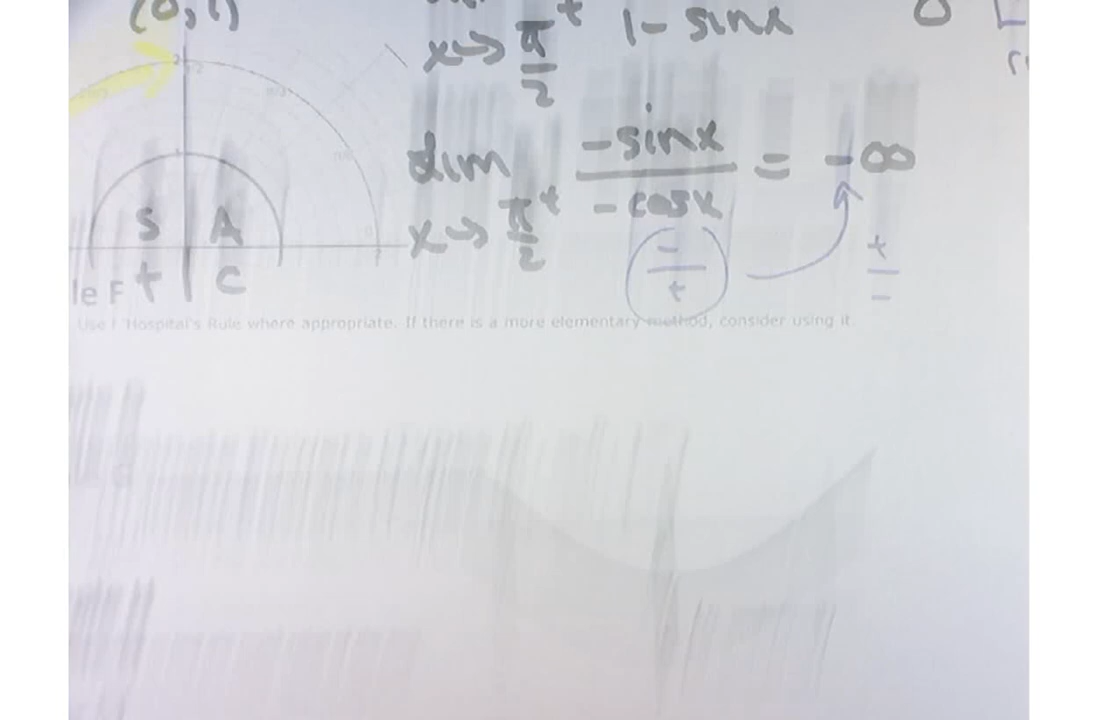 (0,1)
x→π/2⁺ 1-sinx
0
lim x→π/2⁺ -sinx/-cosx = -∞
S A
-/+
+/-
le F t C
Use l'Hospital's Rule where appropriate. If there is a more elementary method, consider using it.